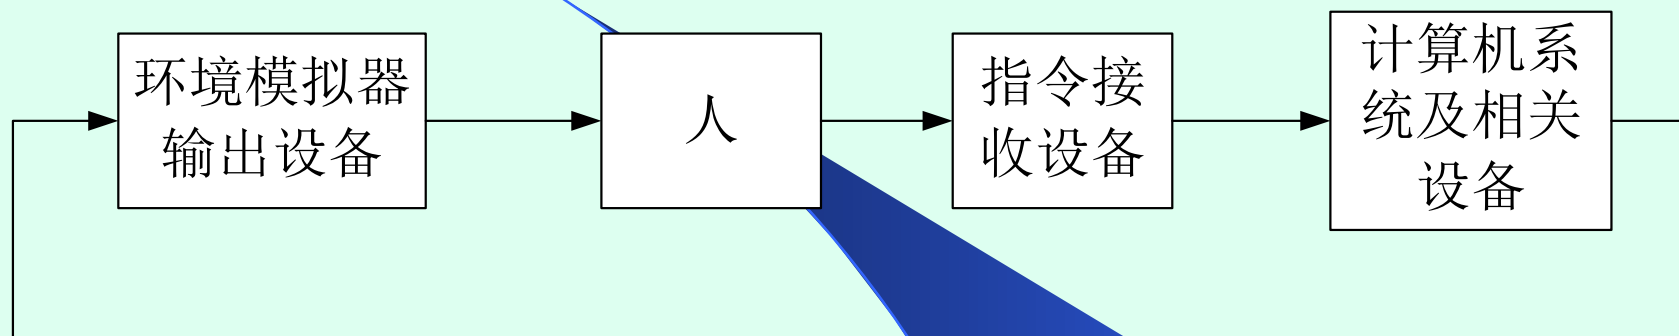 环境模拟器
输出设备
人
指令接
收设备
计算机系
统及相关
设备